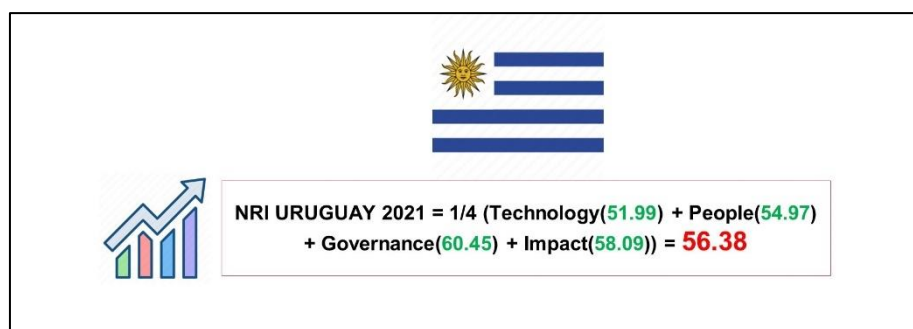 NRI URUGUAY 2021 = 1/4 (Technology(51.99) + People(54.97)
+ Governance(60.45) + Impact(58.09)) = 56.38